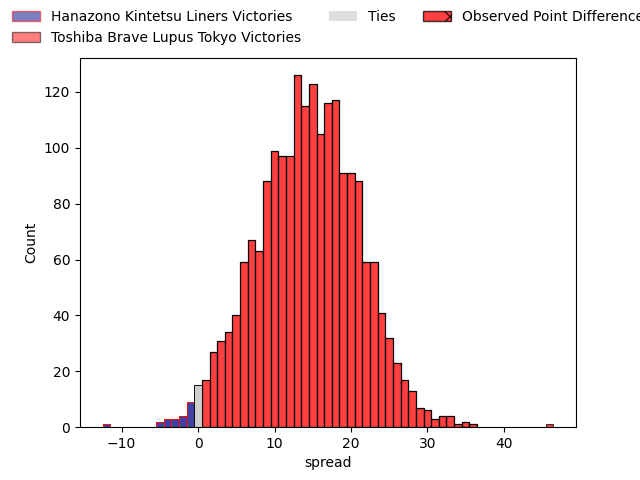 Hanazono Kintetsu Liners Victories
Ties
Observed Point Difference
Toshiba Brave Lupus Tokyo Victories
120
100
80
60
40
20
0
Count
−10
0
10
20
30
40
spread